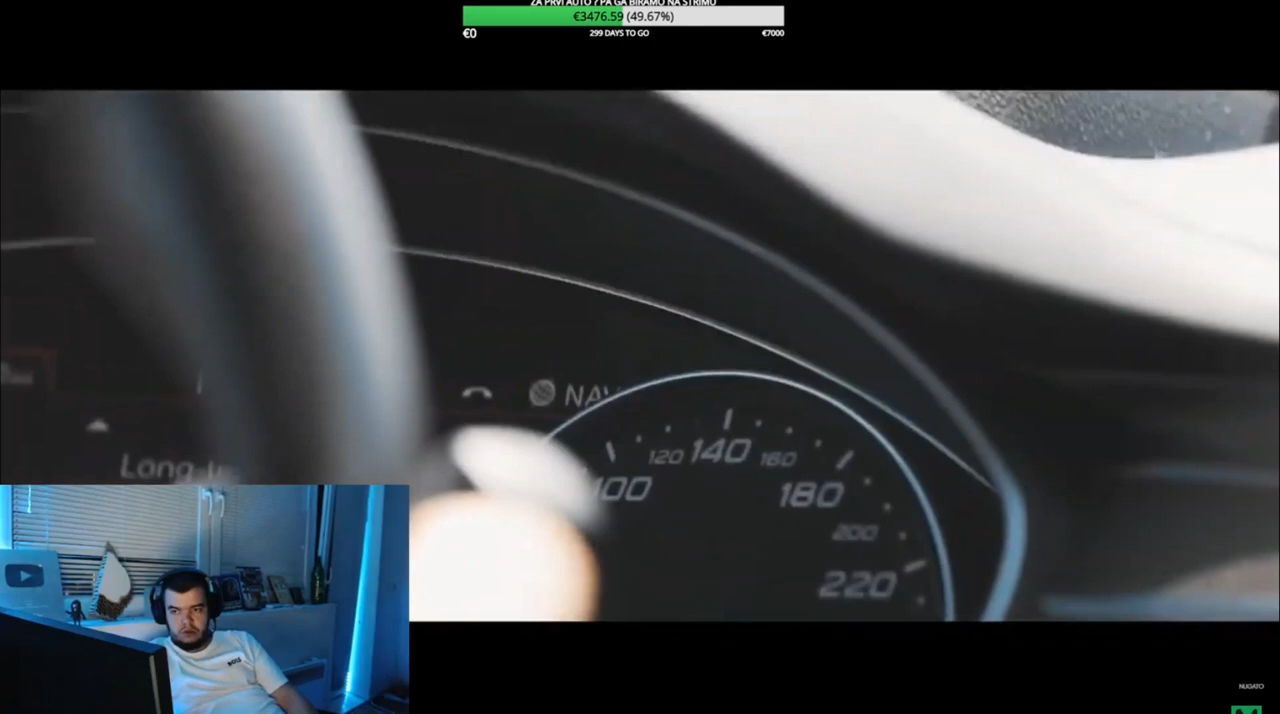 ZA PRVI AUTO ? PA GA BIRAMO NA STRIMU
€3476.59 (49.67%)
€0
299 DAYS TO GO
€7000
NAV
120 140 160
100
180
200
220
BOSS
NUGATO